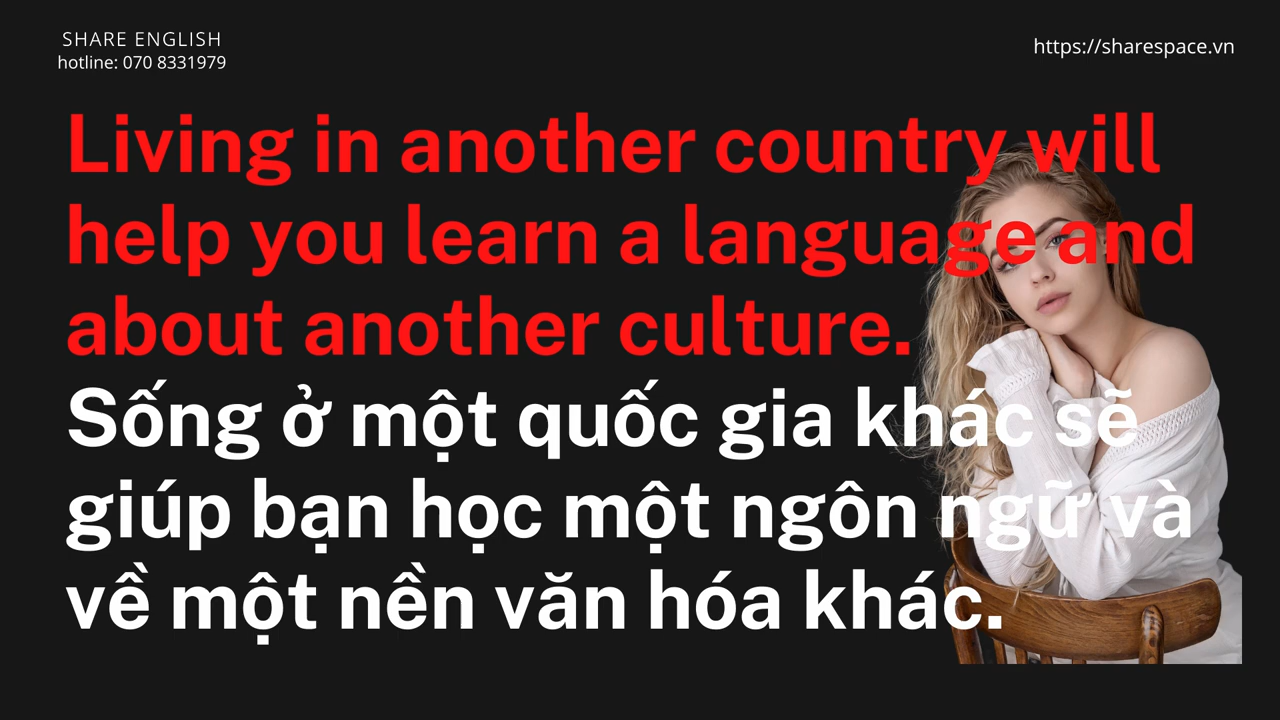 SHARE ENGLISH
hotline: 070 8331979
https://sharespace.vn
Living in another country will
help you learn a language and
about another culture.
Sống ở một quốc gia khác sẽ
giúp bạn học một ngôn ngữ và
về một nền văn hóa khác.